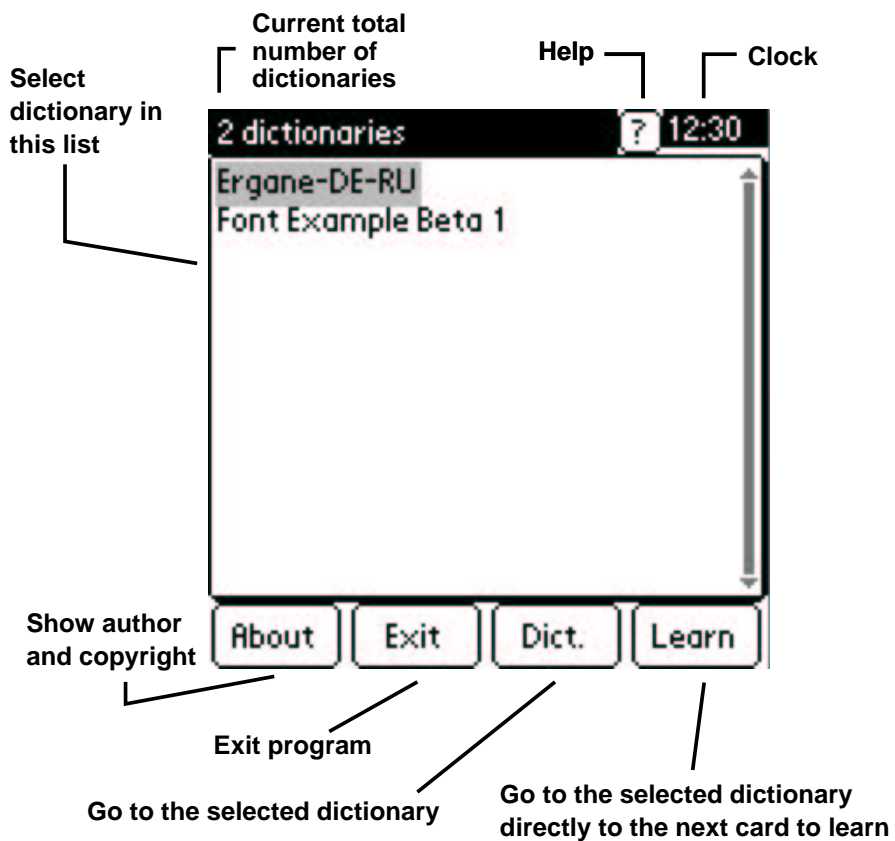 Current total
number of
dictionaries
Help
Clock
Select
dictionary in
this list
2 dictionaries
?
12:30
Ergane-DE-RU
Font Example Beta 1
Show author
and copyright
About
Exit
Dict.
Learn
Exit program
Go to the selected dictionary
Go to the selected dictionary
directly to the next card to learn